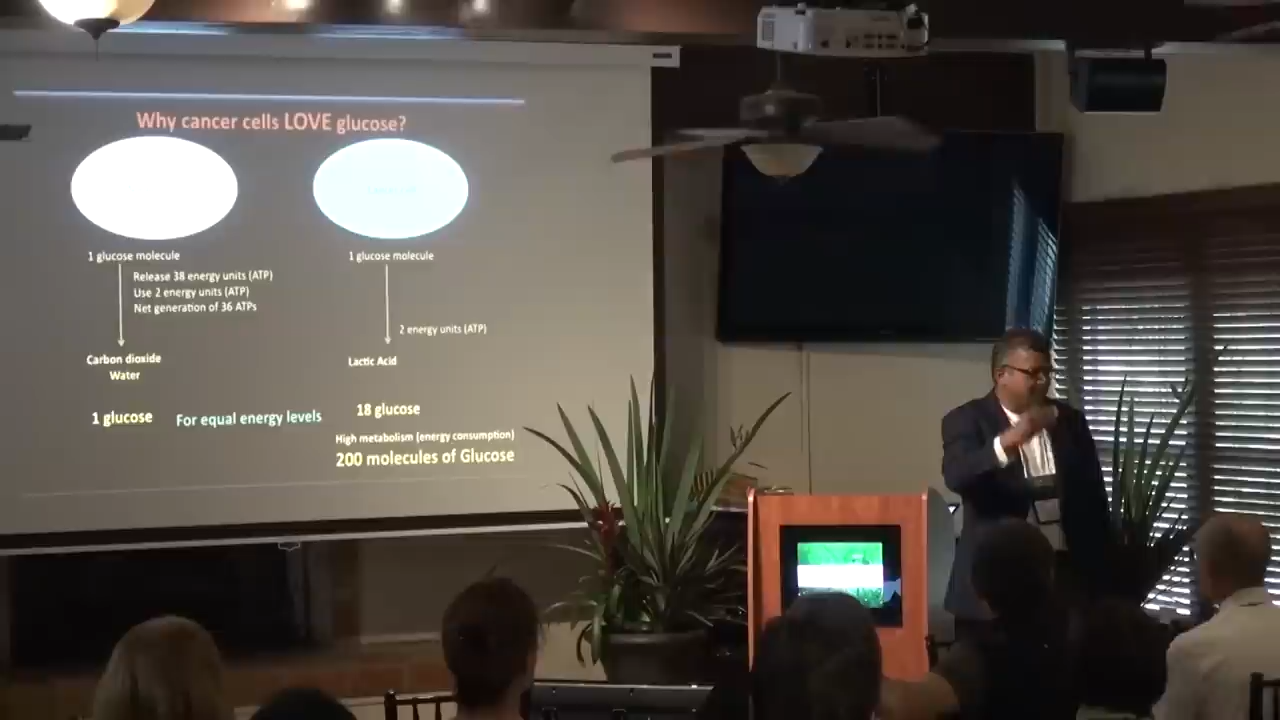 Why cancer cells LOVE glucose?
1 glucose molecule
Release 38 energy units (ATP)
Use 2 energy units (ATP)
Net generation of 36 ATPs
Carbon dioxide
Water
1 glucose
For equal energy levels
1 glucose molecule
2 energy units (ATP)
Lactic Acid
18 glucose
High metabolism (energy consumption)
200 molecules of Glucose